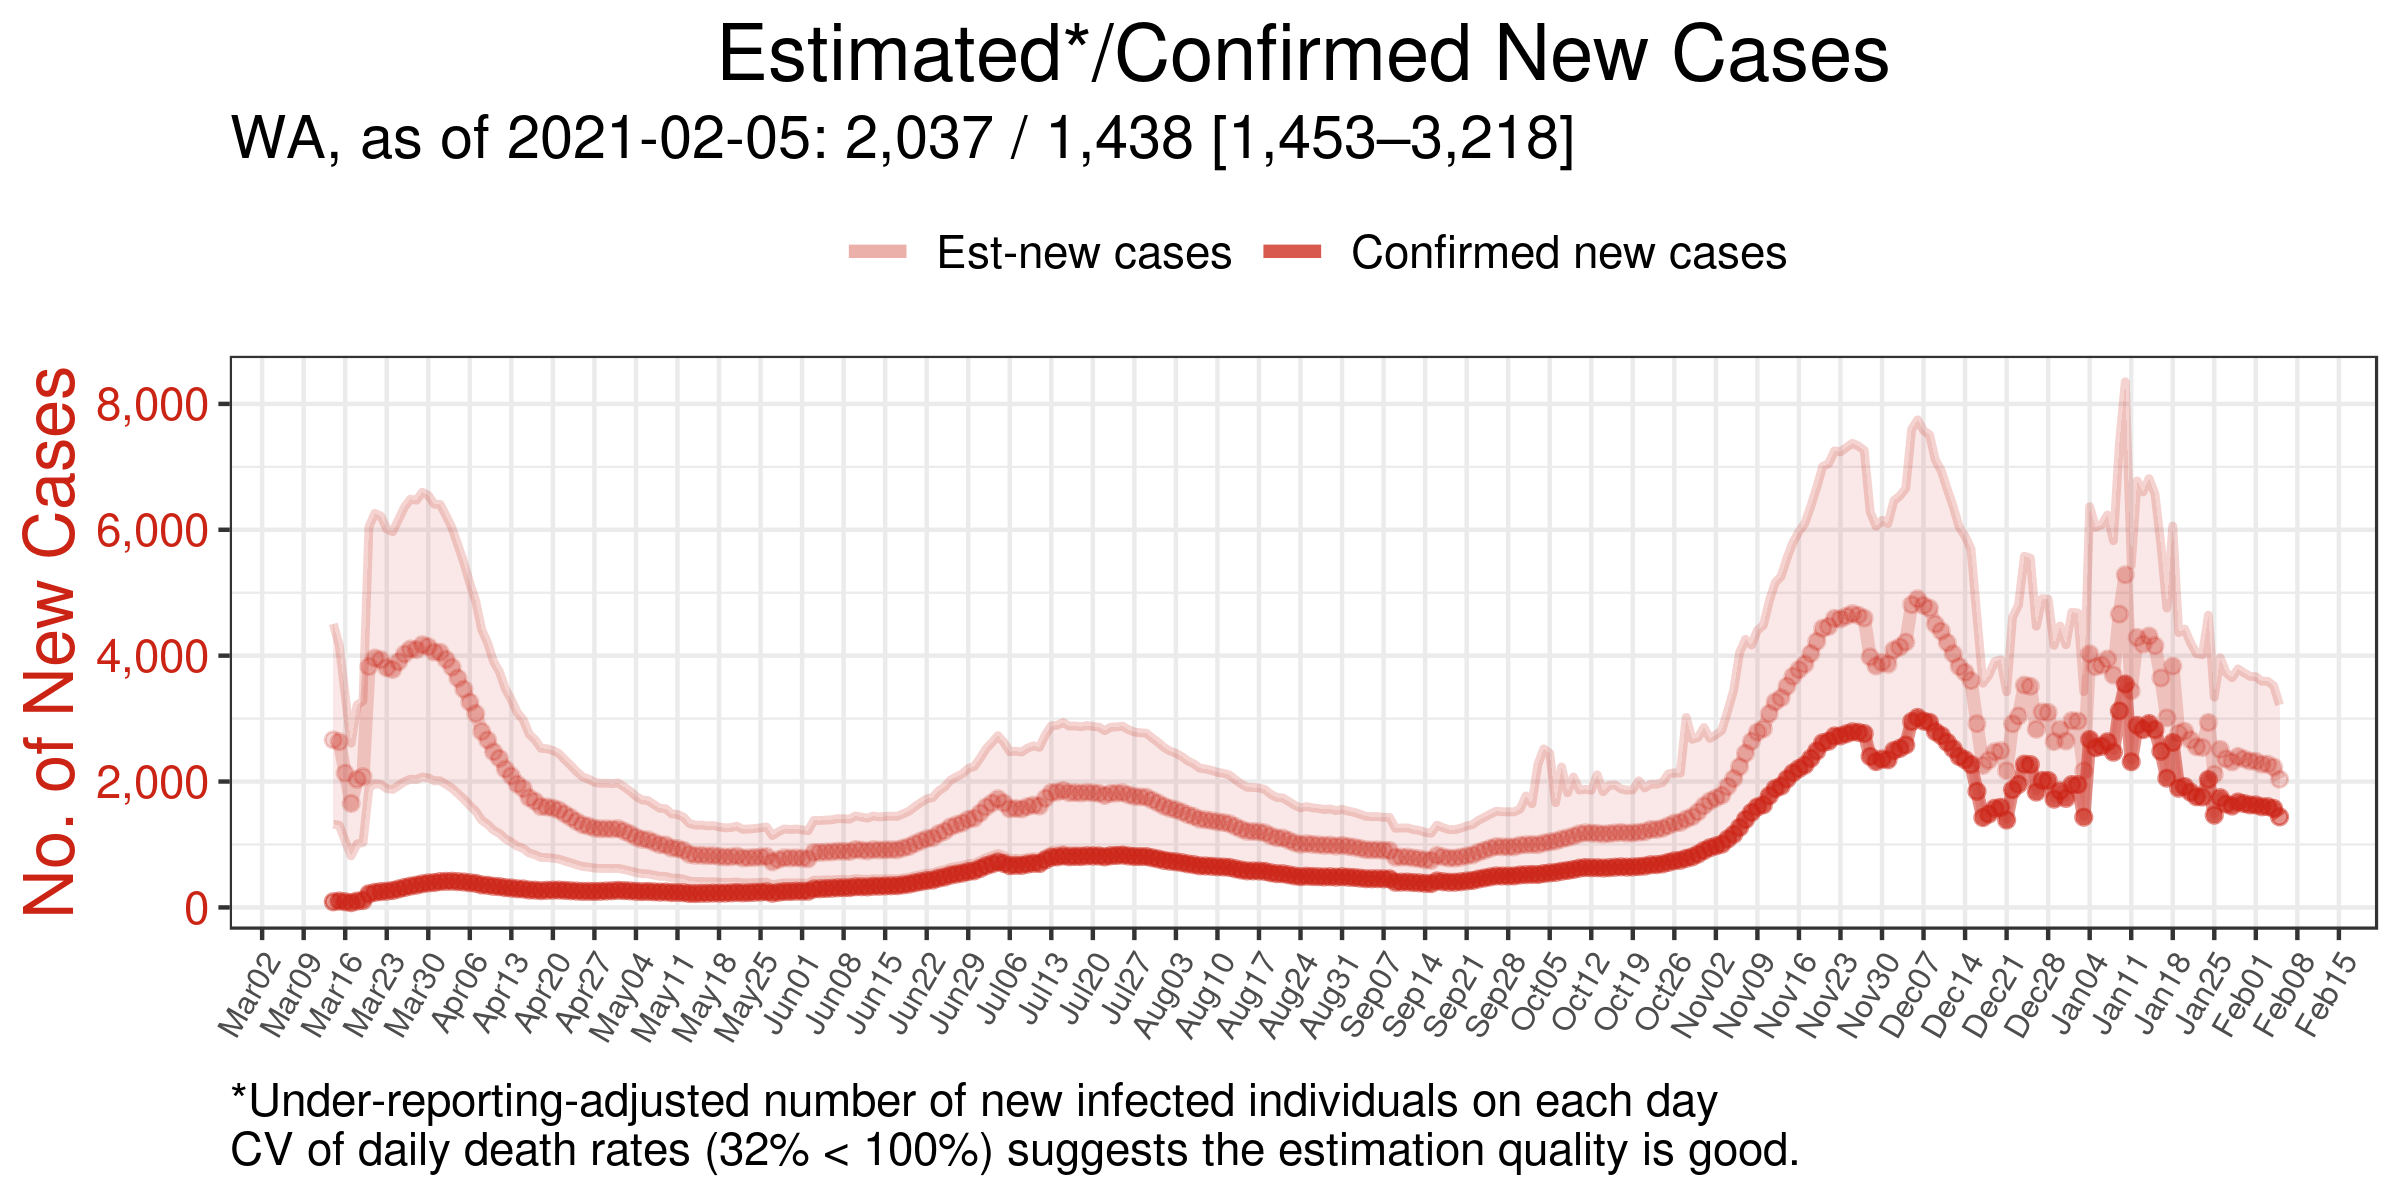 Estimated*/Confirmed New Cases
WA, as of 2021-02-05: 2,037 / 1,438 [1,453–3,218]
Est-new cases Confirmed new cases
No. of New Cases
8,000
6,000
4,000
2,000
0
Mar02 Mar09 Mar16 Mar23 Mar30 Apr06 Apr13 Apr20 Apr27 May04 May11 May18 May25 Jun01 Jun08 Jun15 Jun22 Jun29 Jul06 Jul13 Jul20 Jul27 Aug03 Aug10 Aug17 Aug24 Aug31 Sep07 Sep14 Sep21 Sep28 Oct05 Oct12 Oct19 Oct26 Nov02 Nov09 Nov16 Nov23 Nov30 Dec07 Dec14 Dec21 Dec28 Jan04 Jan11 Jan18 Jan25 Feb01 Feb08 Feb15
*Under-reporting-adjusted number of new infected individuals on each day
CV of daily death rates (32% < 100%) suggests the estimation quality is good.